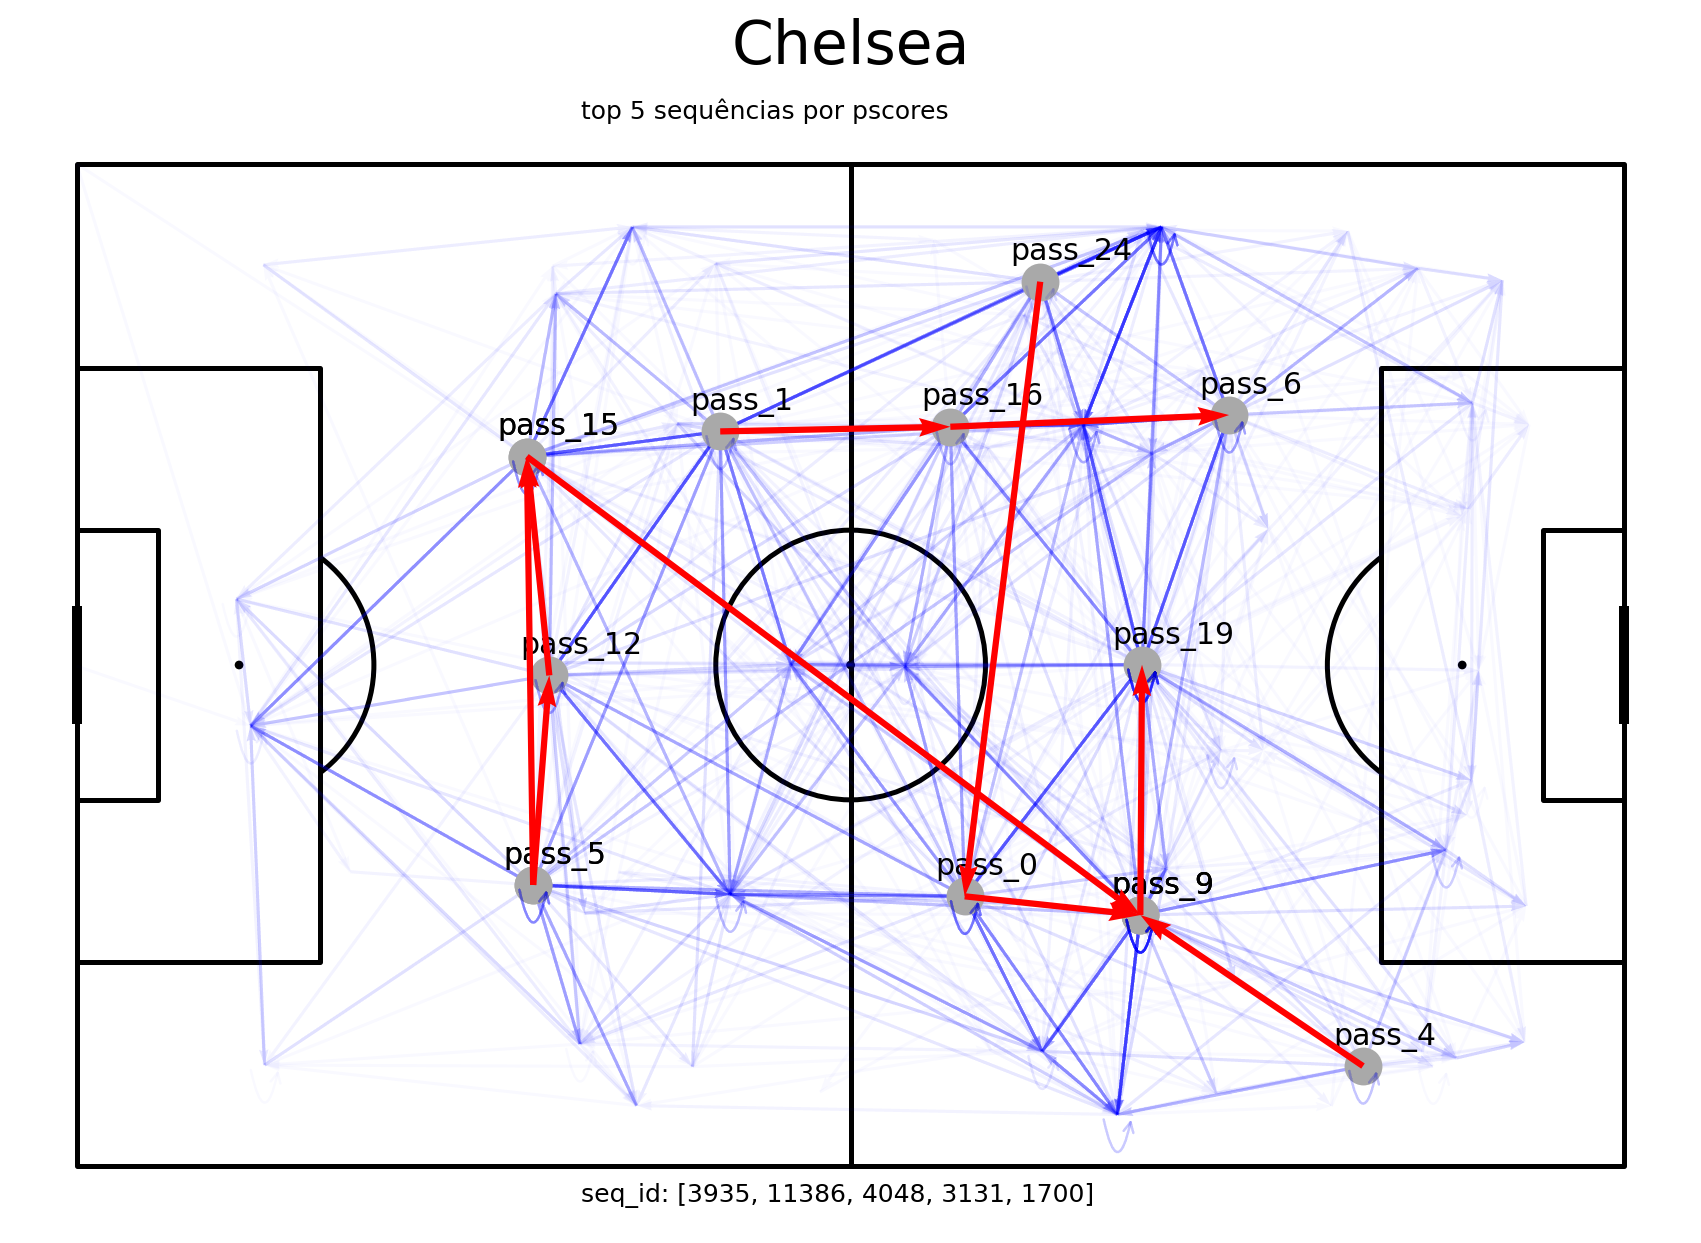 Chelsea
top 5 sequências por pscores
pass_24
pass_6
pass_16
pass_1
pass_15
pass_19
pass_12
pass_5
pass_0
pass_9
pass_4
seq_id: [3935, 11386, 4048, 3131, 1700]